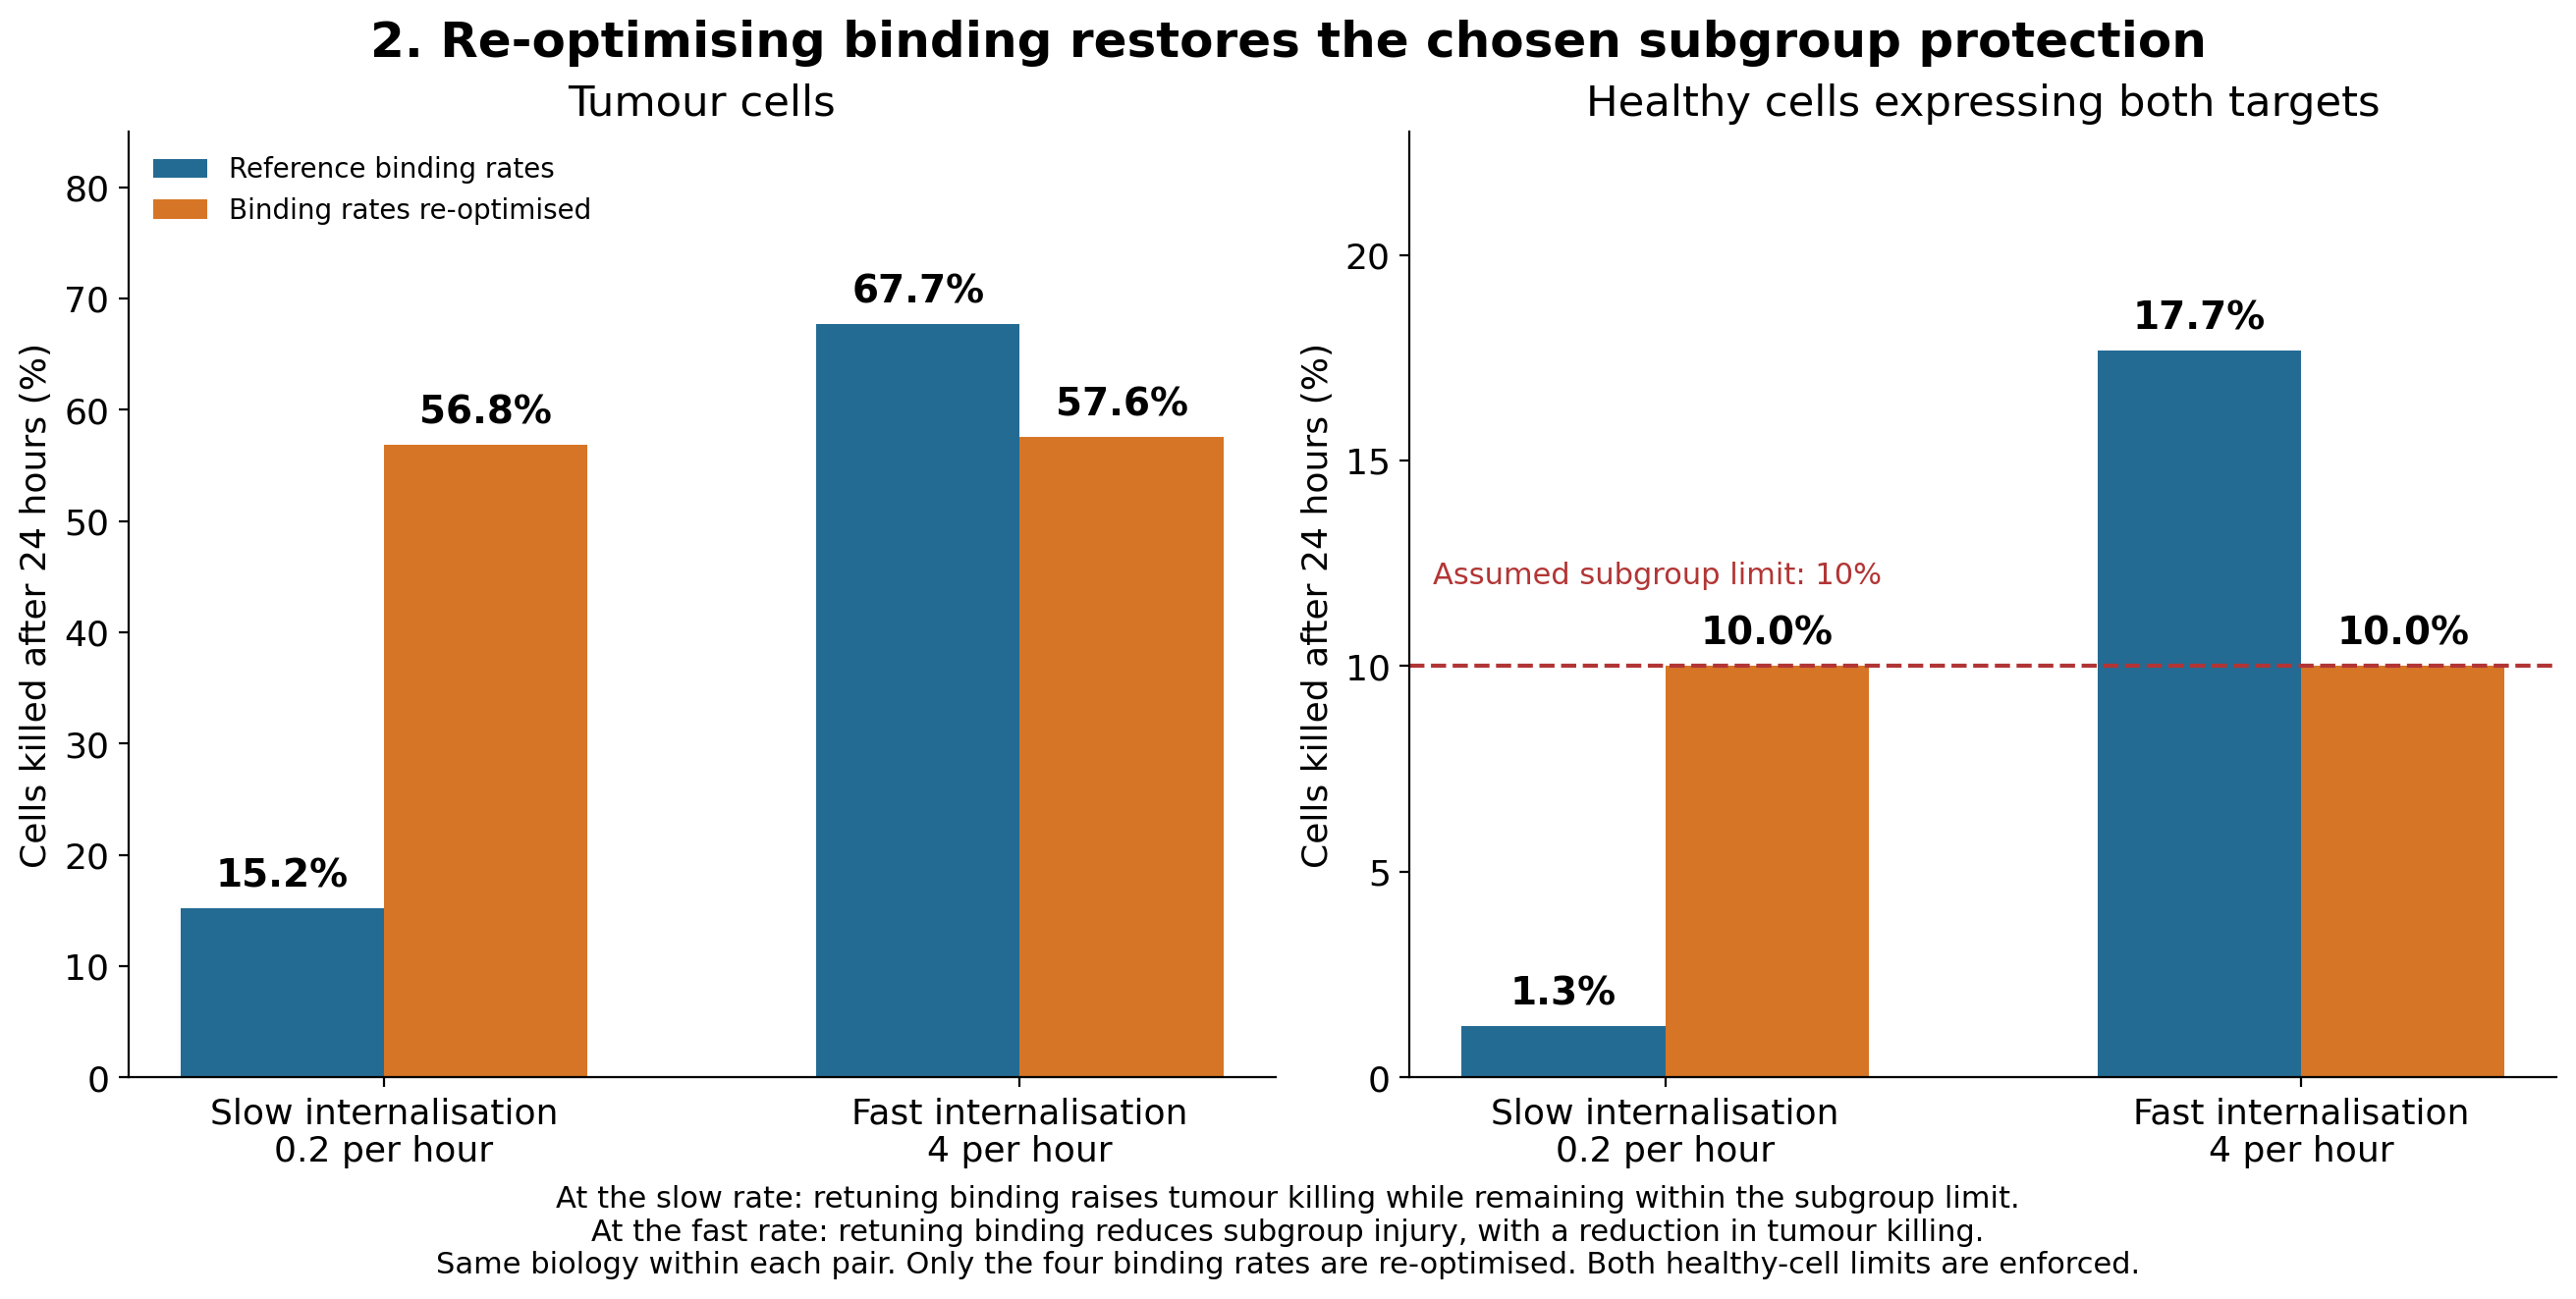 2. Re-optimising binding restores the chosen subgroup protection
Tumour cells
Reference binding rates
Binding rates re-optimised
Cells killed after 24 hours (%)
80
70
60
50
40
30
20
10
0
15.2%
56.8%
67.7%
57.6%
Slow internalisation
0.2 per hour
Fast internalisation
4 per hour
Healthy cells expressing both targets
Cells killed after 24 hours (%)
20
15
10
5
0
Assumed subgroup limit: 10%
1.3%
10.0%
17.7%
10.0%
Slow internalisation
0.2 per hour
Fast internalisation
4 per hour
At the slow rate: retuning binding raises tumour killing while remaining within the subgroup limit.
At the fast rate: retuning binding reduces subgroup injury, with a reduction in tumour killing.
Same biology within each pair. Only the four binding rates are re-optimised. Both healthy-cell limits are enforced.